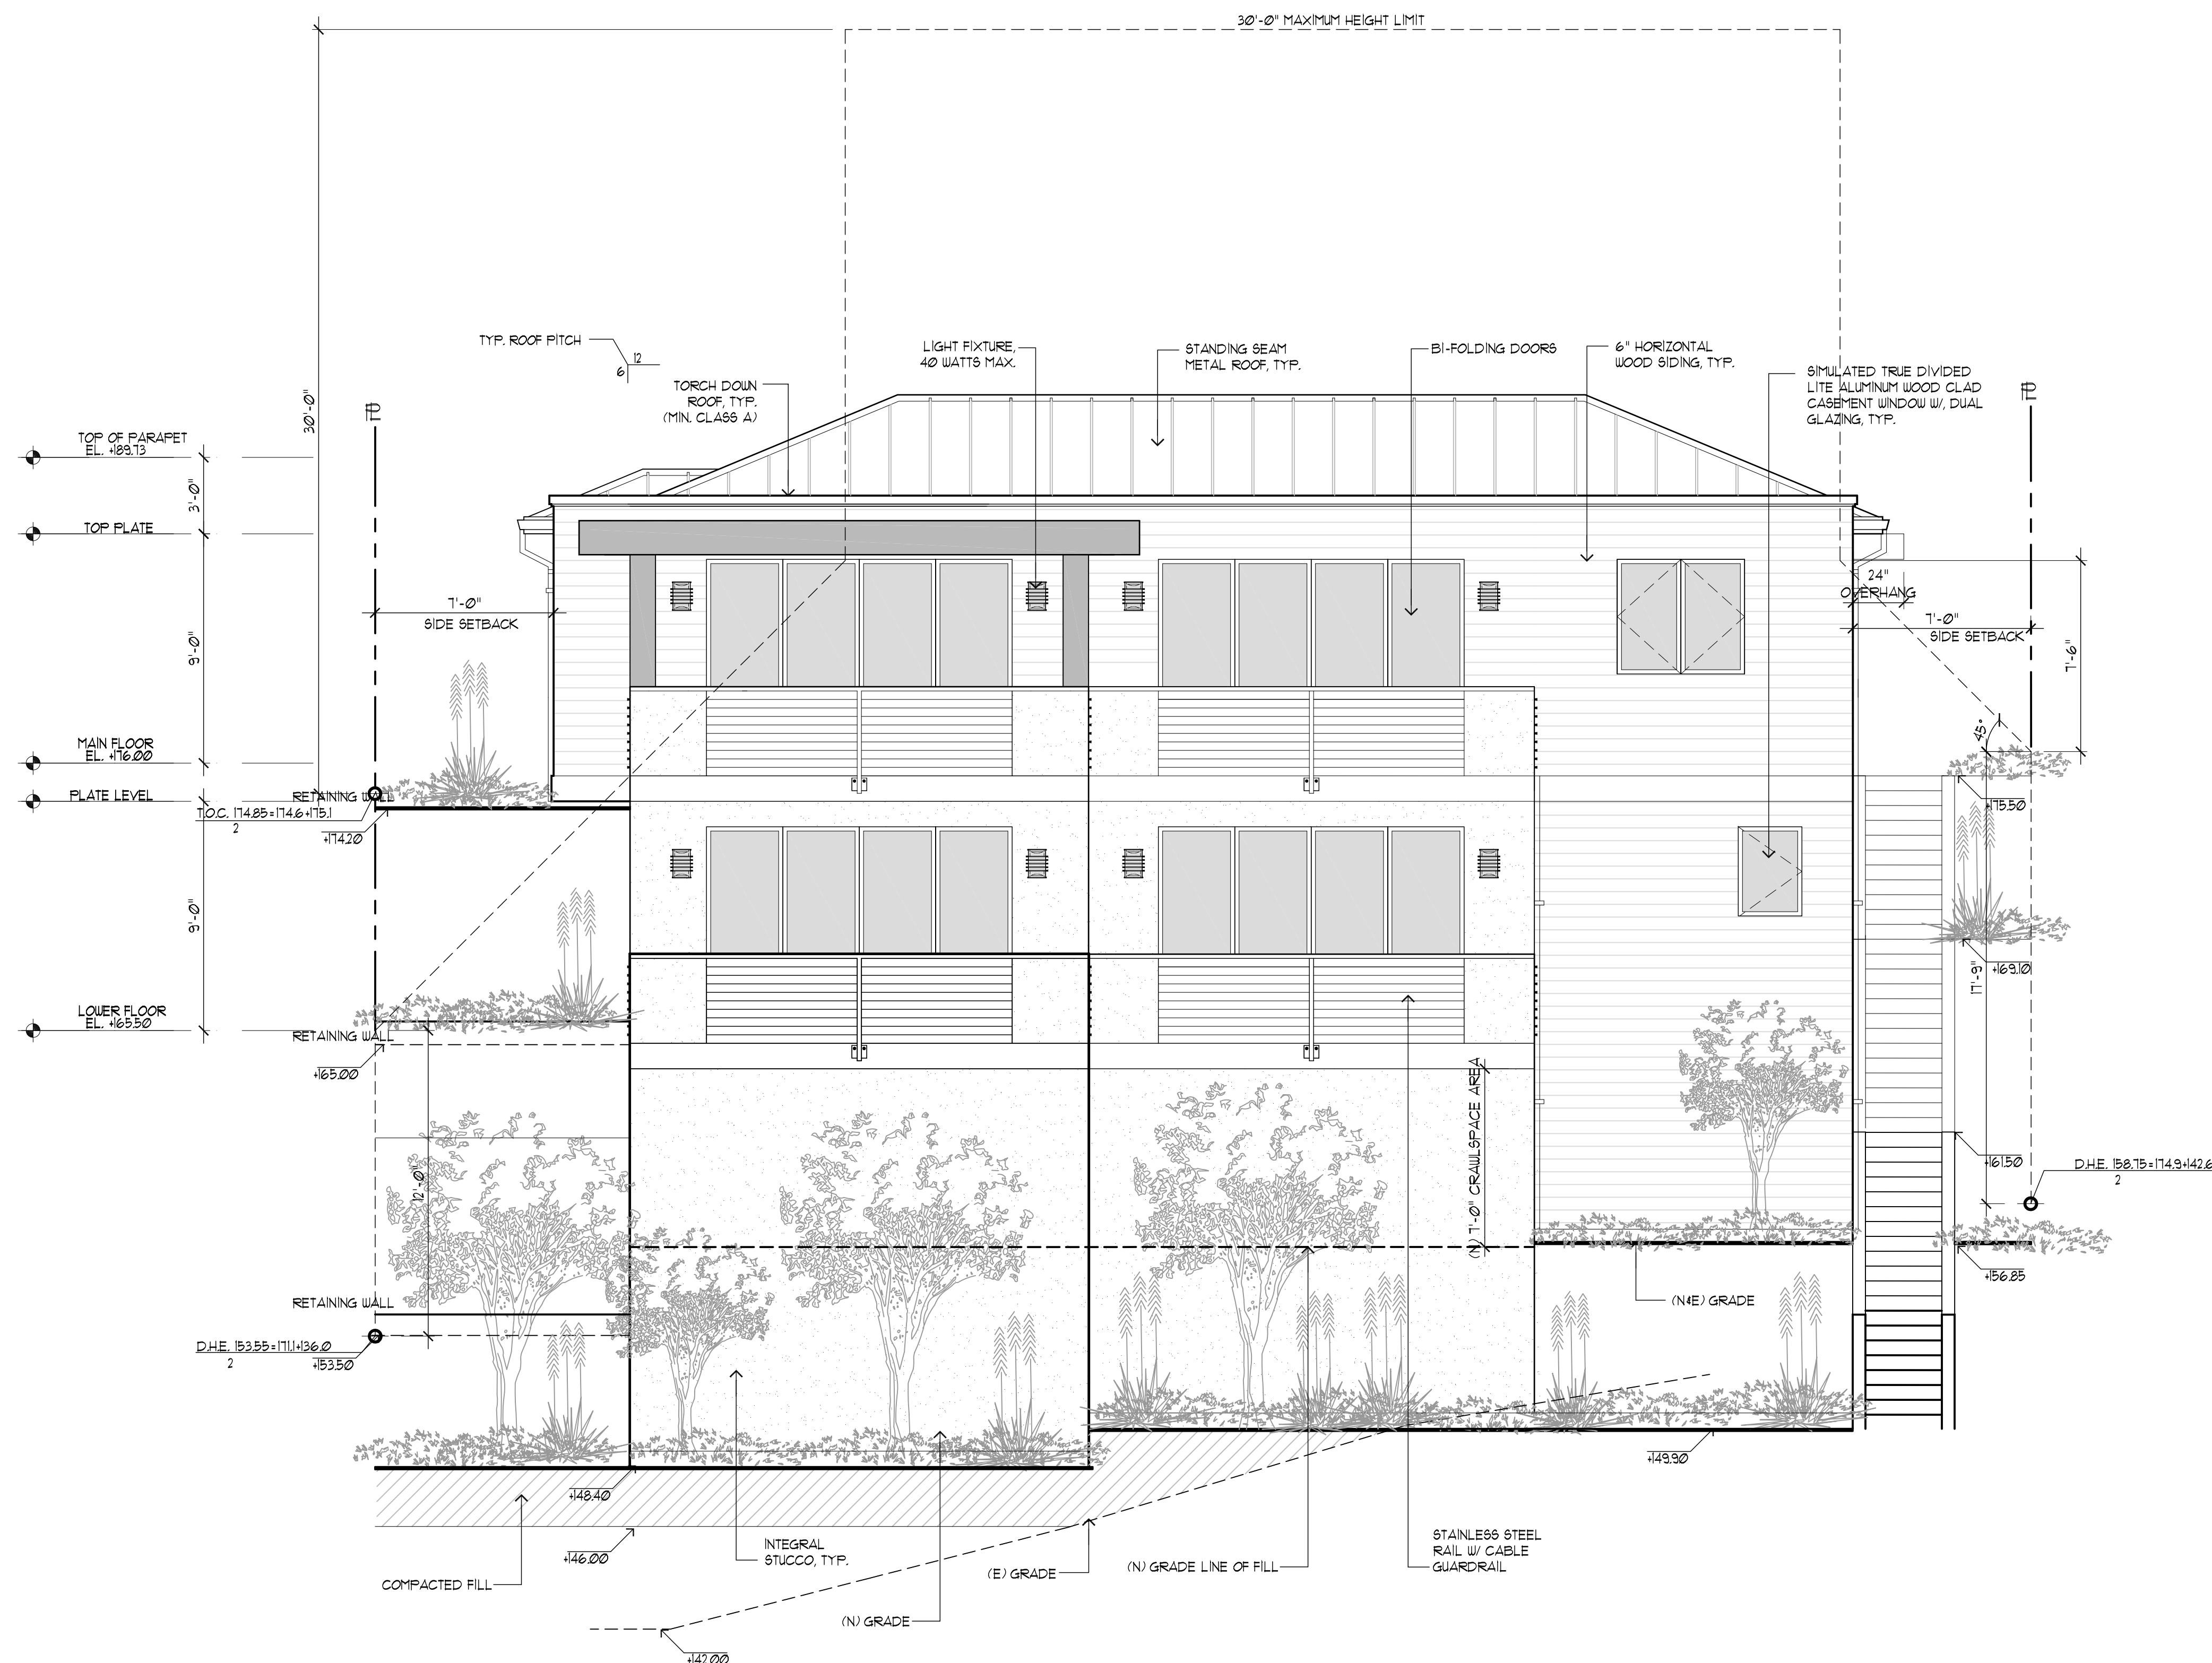 30'-0" MAXIMUM HEIGHT LIMIT
TYP. ROOF PITCH
12
6
LIGHT FIXTURE,
40 WATTS MAX.
STANDING SEAM
METAL ROOF, TYP.
BI-FOLDING DOORS
6" HORIZONTAL
WOOD SIDING, TYP.
SIMULATED TRUE DIVIDED
LITE ALUMINUM WOOD CLAD
CASEMENT WINDOW W/, DUAL
GLAZING, TYP.
TORCH DOWN
ROOF, TYP.
(MIN. CLASS A)
30'-0"
TOP OF PARAPET
EL. +189.73
3'-0"
TOP PLATE
24"
OVERHANG
7'-0"
SIDE SETBACK
7'-0"
SIDE SETBACK
9'-0"
7'-6"
45°
MAIN FLOOR
EL. +176.00
PLATE LEVEL
RETAINING WALL
T.O.C. 174.85=174.6+175.1
2
+174.20
+175.50
9'-0"
+169.10
17'-9"
LOWER FLOOR
EL. +165.50
RETAINING WALL
+165.00
(N) 7'-0" CRAWLSPACE AREA
12'-0"
+161.50
D.H.E. 158.75=174.9+142.6
2
+156.85
RETAINING WALL
(N&E) GRADE
D.H.E. 153.55=171.1+136.0
2
+153.50
+149.90
+148.40
+146.00
INTEGRAL
STUCCO, TYP.
COMPACTED FILL
(N) GRADE
(E) GRADE
(N) GRADE LINE OF FILL
STAINLESS STEEL
RAIL W/ CABLE
GUARDRAIL
+142.00